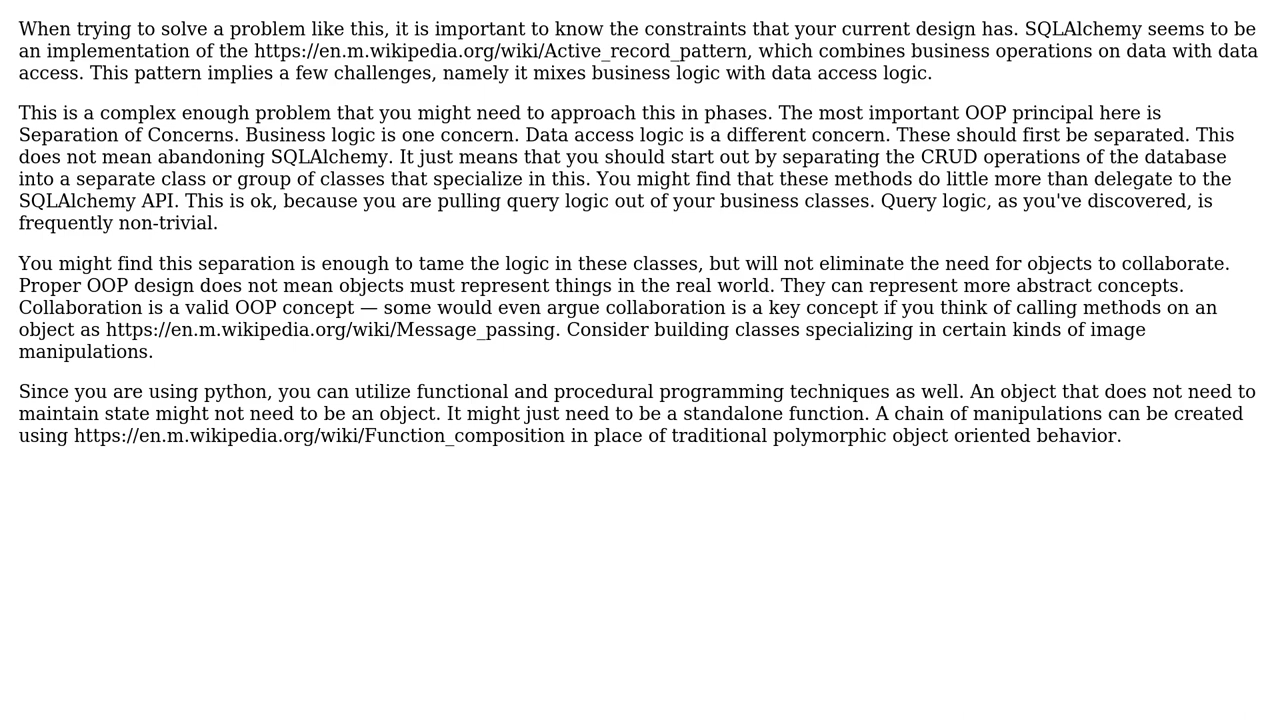 When trying to solve a problem like this, it is important to know the constraints that your current design has. SQLAlchemy seems to be
an implementation of the https://en.m.wikipedia.org/wiki/Active_record_pattern, which combines business operations on data with data
access. This pattern implies a few challenges, namely it mixes business logic with data access logic.
This is a complex enough problem that you might need to approach this in phases. The most important OOP principal here is
Separation of Concerns. Business logic is one concern. Data access logic is a different concern. These should first be separated. This
does not mean abandoning SQLAlchemy. It just means that you should start out by separating the CRUD operations of the database
into a separate class or group of classes that specialize in this. You might find that these methods do little more than delegate to the
SQLAlchemy API. This is ok, because you are pulling query logic out of your business classes. Query logic, as you've discovered, is
frequently non-trivial.
You might find this separation is enough to tame the logic in these classes, but will not eliminate the need for objects to collaborate.
Proper OOP design does not mean objects must represent things in the real world. They can represent more abstract concepts.
Collaboration is a valid OOP concept — some would even argue collaboration is a key concept if you think of calling methods on an
object as https://en.m.wikipedia.org/wiki/Message_passing. Consider building classes specializing in certain kinds of image
manipulations.
Since you are using python, you can utilize functional and procedural programming techniques as well. An object that does not need to
maintain state might not need to be an object. It might just need to be a standalone function. A chain of manipulations can be created
using https://en.m.wikipedia.org/wiki/Function_composition in place of traditional polymorphic object oriented behavior.